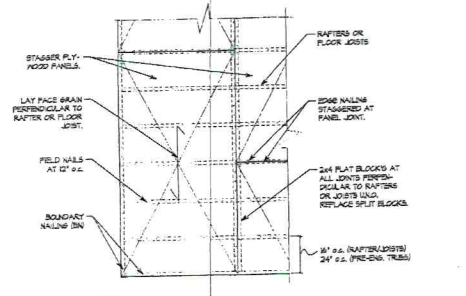 STAGGER PLY-
WOOD PANELS.
LAY FACE GRAIN
PERPENDICULAR TO
RAFTER OR FLOOR
JOIST.
FIELD NAILS
AT 12" o.c.
BOUNDARY
NAILING (BN)
RAFTERS OR
FLOOR JOISTS
EDGE NAILING
STAGGERED AT
PANEL JOINT.
2x4 FLAT BLOCK'G AT
ALL JOINTS PERPEN-
DICULAR TO RAFTERS
OR JOISTS U.N.O.
REPLACE SPLIT BLOCKS.
16" o.c. (RAFTER/JOISTS)
24" o.c. (PRE-ENG. TRUSS)